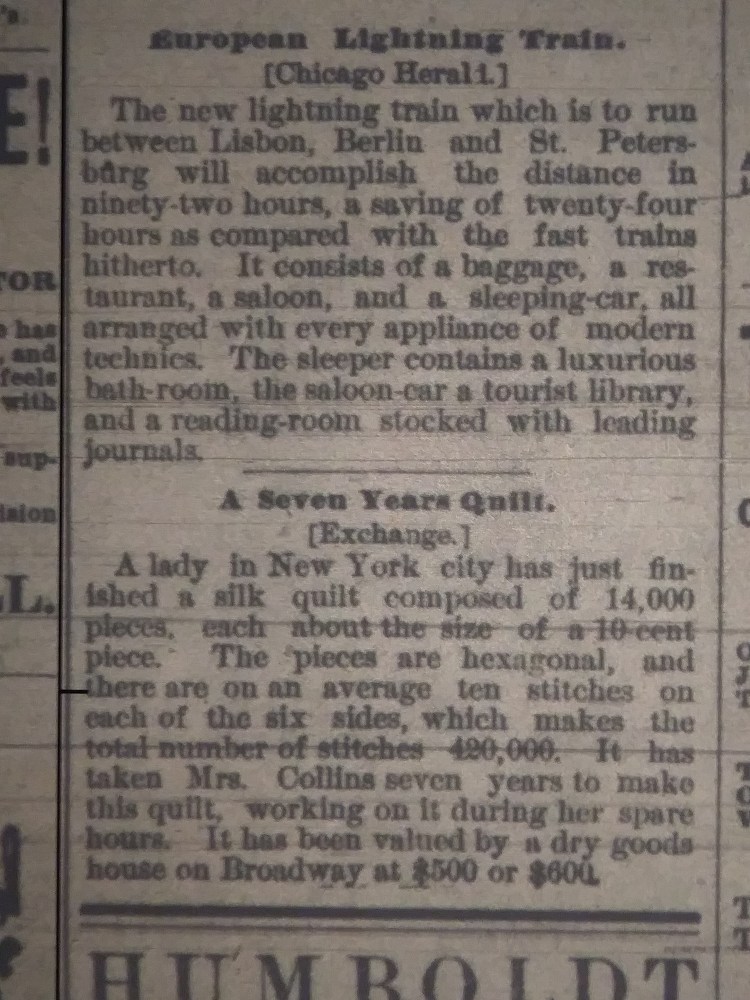 European Lightning Train.
[Chicago Herald.]
The new lightning train which is to run
between Lisbon, Berlin and St. Peters-
burg will accomplish the distance in
ninety-two hours, a saving of twenty-four
hours as compared with the fast trains
hitherto. It consists of a baggage, a res-
taurant, a saloon, and a sleeping-car, all
arranged with every appliance of modern
technics. The sleeper contains a luxurious
bath-room, the saloon-car a tourist library,
and a reading-room stocked with leading
journals.
A Seven Years Quilt.
[Exchange.]
A lady in New York city has just fin-
ished a silk quilt composed of 14,000
pieces, each about the size of a 10-cent
piece. The pieces are hexagonal, and
there are on an average ten stitches on
each of the six sides, which makes the
total number of stitches 420,000. It has
taken Mrs. Collins seven years to make
this quilt, working on it during her spare
hours. It has been valued by a dry goods
house on Broadway at $500 or $600.
HUMBOLDT
E!
TOR
has
, and
feels
with
sup-
L.